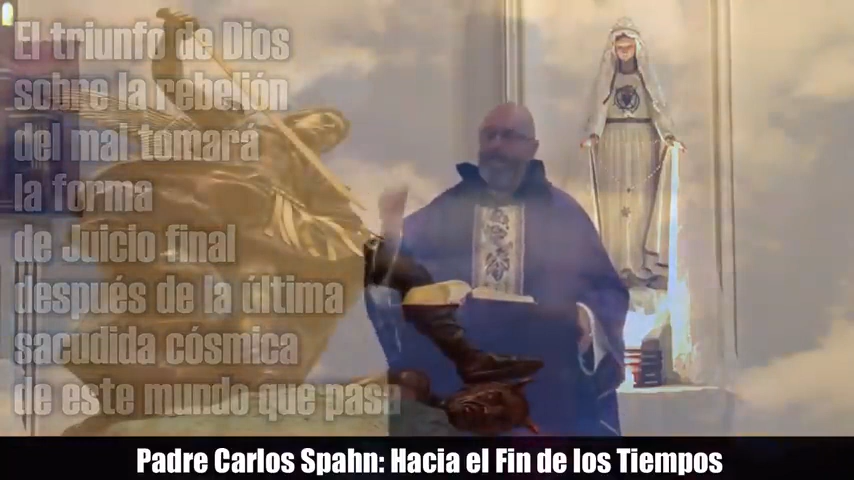 El triunfo de Dios
sobre la rebelión
del mal tomará
la forma
de Juicio final
después de la última
sacudida cósmica
de este mundo que pasa
Padre Carlos Spahn: Hacia el Fin de los Tiempos